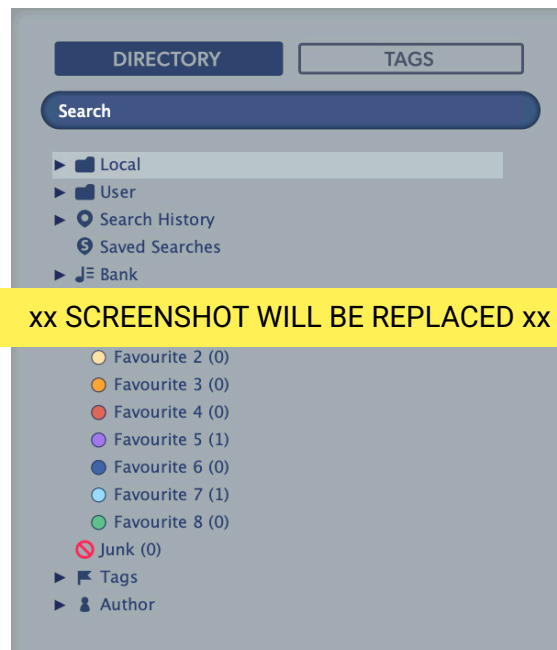 DIRECTORY TAGS
Search
Local
User
Search History
Saved Searches
Bank
xx SCREENSHOT WILL BE REPLACED xx
Favourite 2 (0)
Favourite 3 (0)
Favourite 4 (0)
Favourite 5 (1)
Favourite 6 (0)
Favourite 7 (1)
Favourite 8 (0)
Junk (0)
Tags
Author